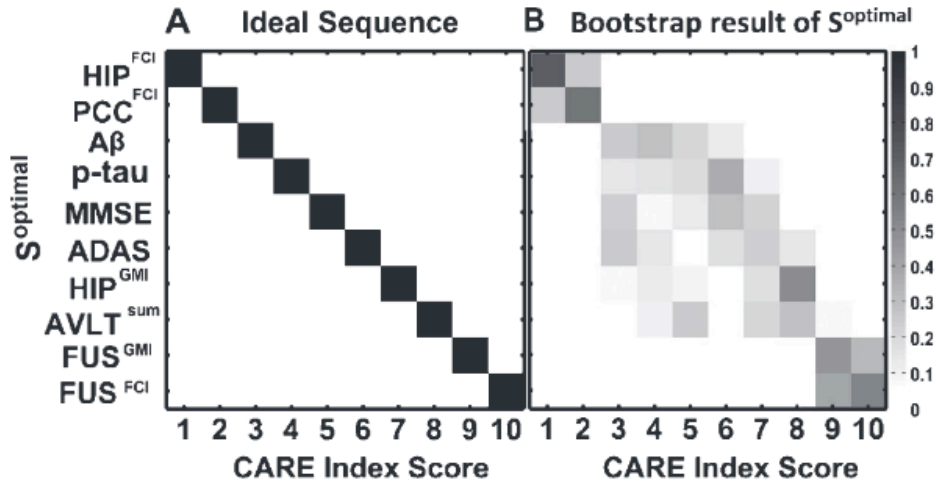 A Ideal Sequence
B Bootstrap result of S^optimal
S^optimal
HIP^FCI
PCC^FCI
Aβ
p-tau
MMSE
ADAS
HIP^GMI
AVLT^sum
FUS^GMI
FUS^FCI
1 2 3 4 5 6 7 8 9 10
CARE Index Score
1 2 3 4 5 6 7 8 9 10
CARE Index Score
1
0.9
0.8
0.7
0.6
0.5
0.4
0.3
0.2
0.1
0